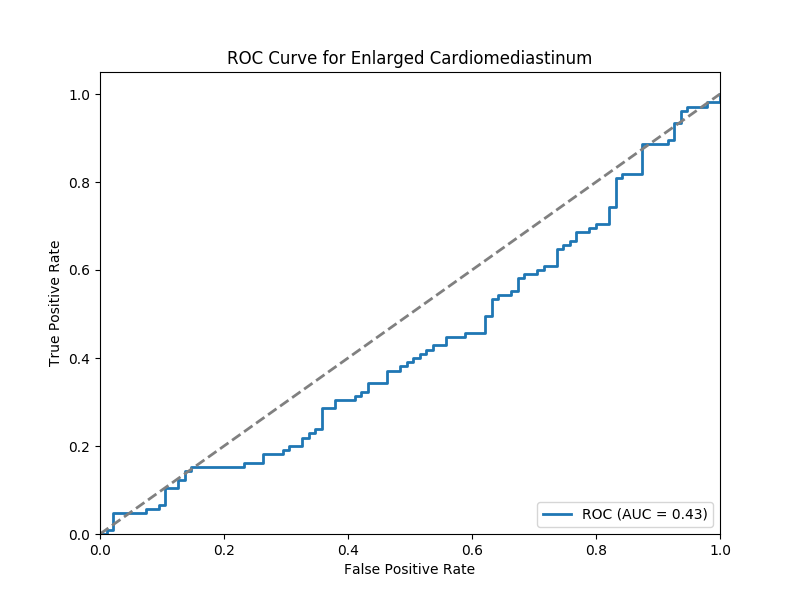 ROC Curve for Enlarged Cardiomediastinum
True Positive Rate
1.0
0.8
0.6
0.4
0.2
0.0
0.0 0.2 0.4 0.6 0.8 1.0
False Positive Rate
ROC (AUC = 0.43)